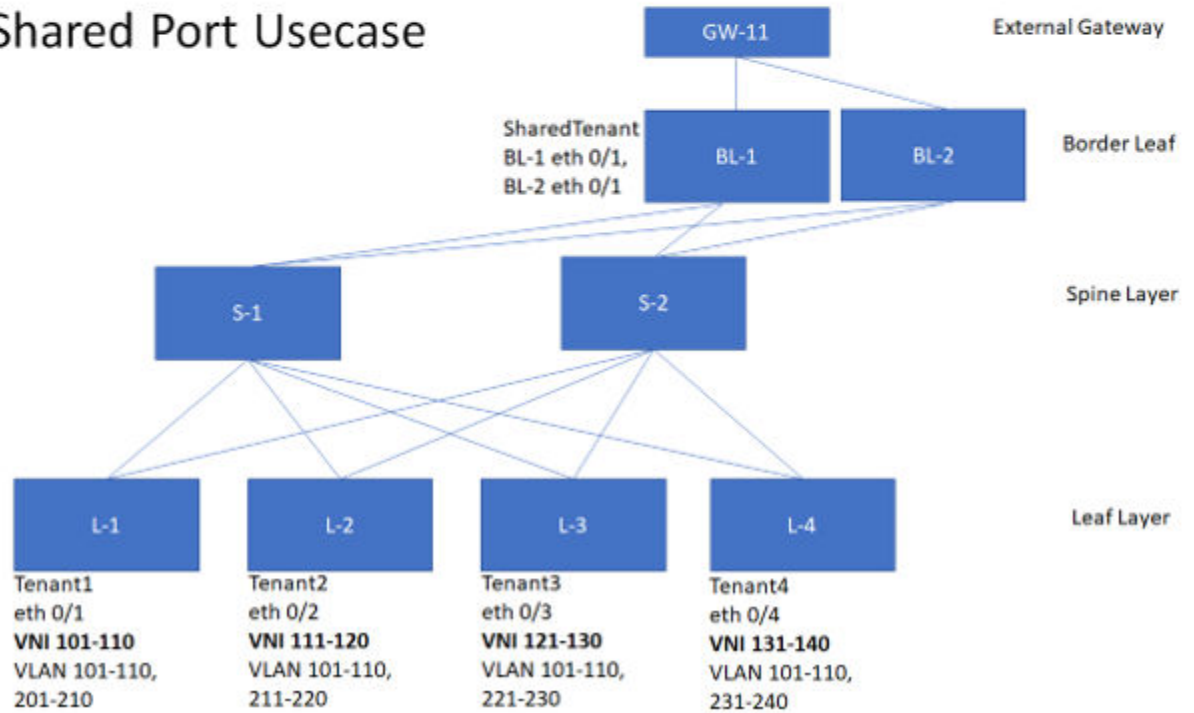 Shared Port Usecase
GW-11
External Gateway
SharedTenant
BL-1 eth 0/1,
BL-2 eth 0/1
BL-1
BL-2
Border Leaf
S-1
S-2
Spine Layer
L-1
L-2
L-3
L-4
Leaf Layer
Tenant1
eth 0/1
VNI 101-110
VLAN 101-110,
201-210
Tenant2
eth 0/2
VNI 111-120
VLAN 101-110,
211-220
Tenant3
eth 0/3
VNI 121-130
VLAN 101-110,
221-230
Tenant4
eth 0/4
VNI 131-140
VLAN 101-110,
231-240